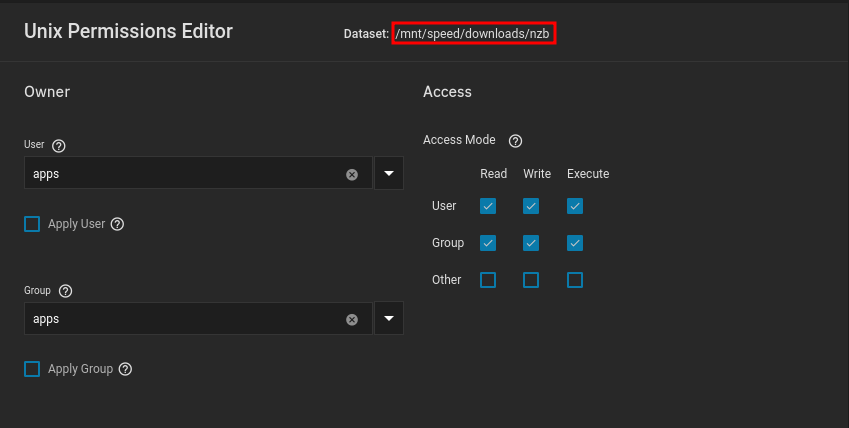 Unix Permissions Editor
Dataset: /mnt/speed/downloads/nzb
Owner
User
apps
Apply User
Group
apps
Apply Group
Access
Access Mode
Read Write Execute
User
Group
Other